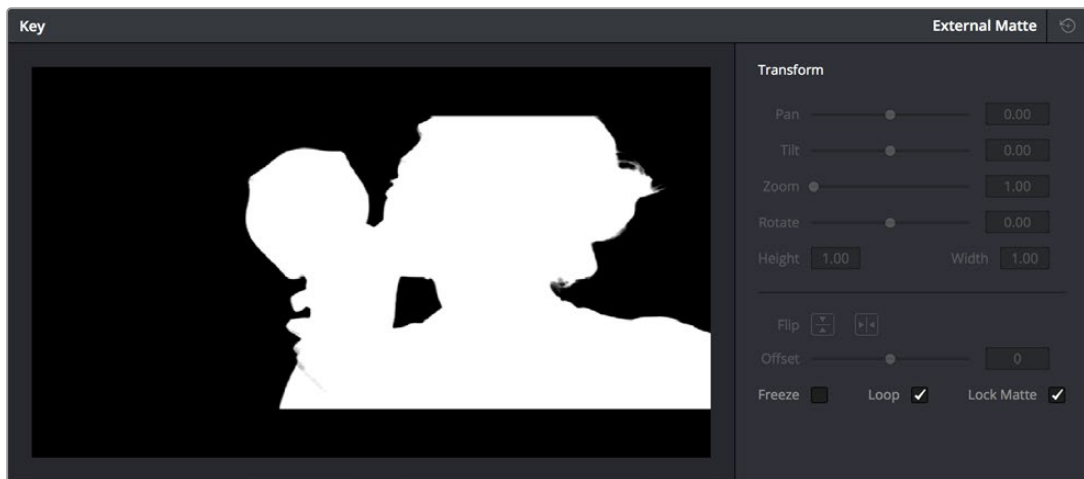 Key External Matte
Transform
Pan 0.00
Tilt 0.00
Zoom 1.00
Rotate 0.00
Height 1.00 Width 1.00
Flip
Offset 0
Freeze Loop Lock Matte